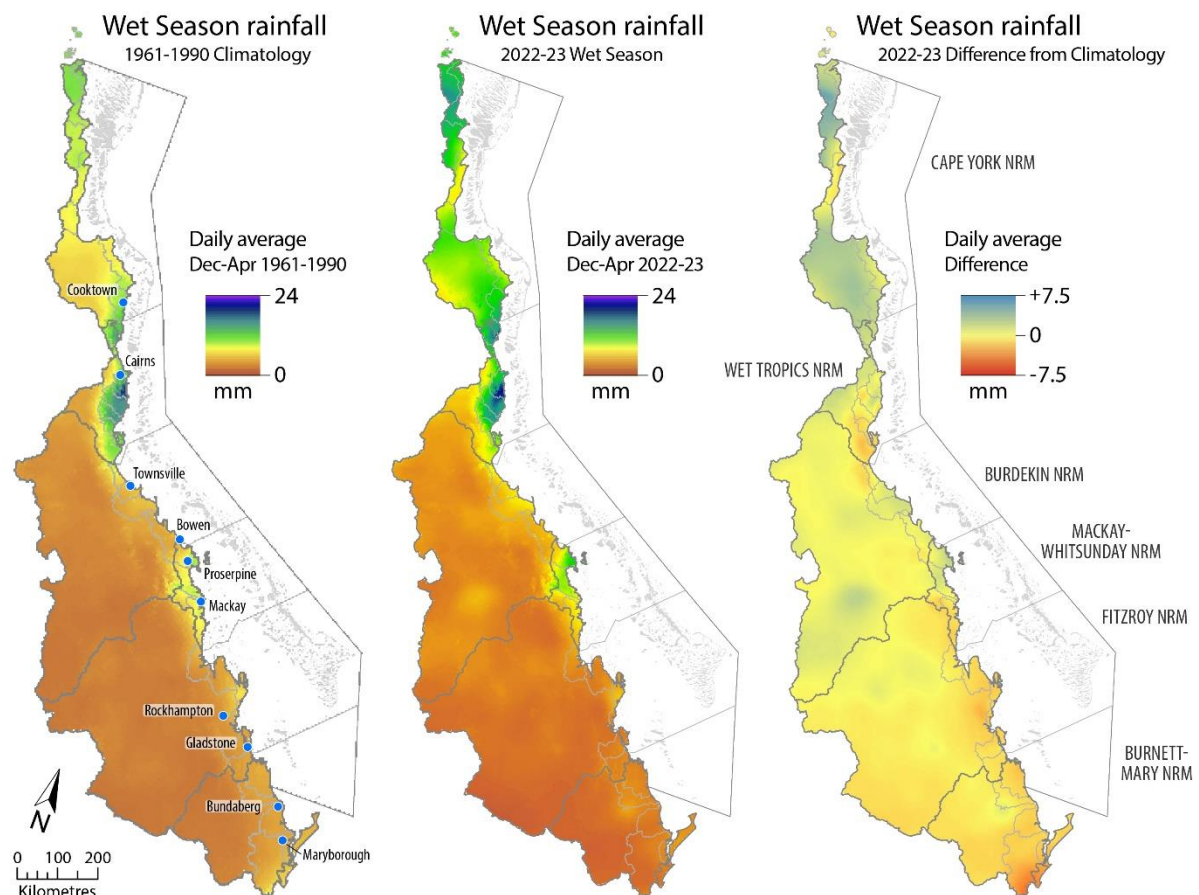 Wet Season rainfall
1961-1990 Climatology
Daily average
Dec-Apr 1961-1990
24
0
mm
Cooktown
Cairns
Townsville
Bowen
Proserpine
Mackay
Rockhampton
Gladstone
Bundaberg
Maryborough
N
0 100 200
Kilometres
Wet Season rainfall
2022-23 Wet Season
Daily average
Dec-Apr 2022-23
24
0
mm
Wet Season rainfall
2022-23 Difference from Climatology
Daily average
Difference
+7.5
0
-7.5
mm
CAPE YORK NRM
WET TROPICS NRM
BURDEKIN NRM
MACKAY-
WHITSUNDAY NRM
FITZROY NRM
BURNETT-
MARY NRM